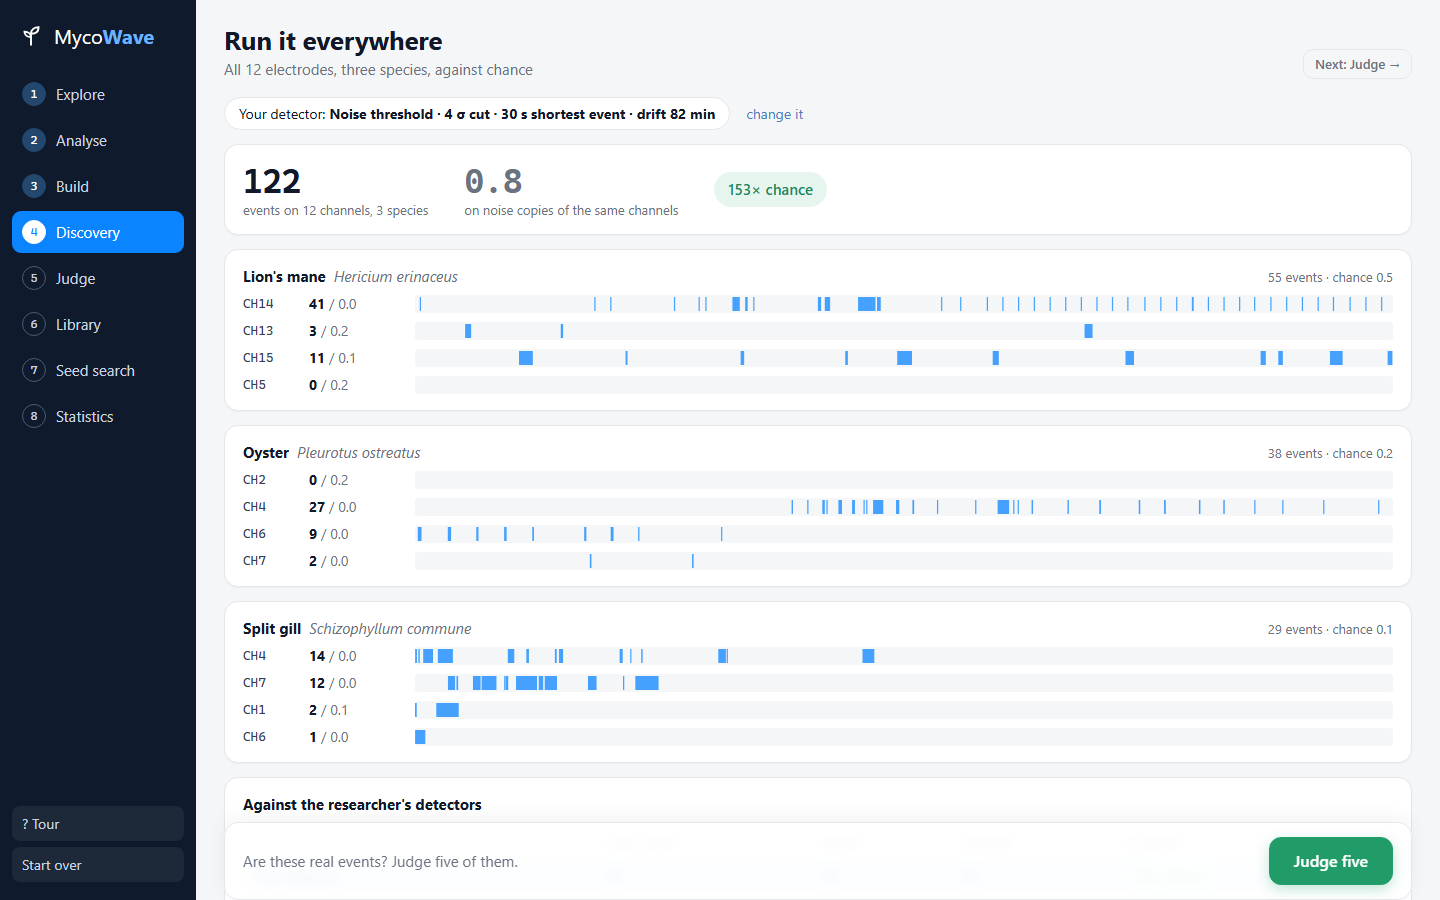 MycoWave
1 Explore
2 Analyse
3 Build
4 Discovery
5 Judge
6 Library
7 Seed search
8 Statistics
? Tour
Start over
Run it everywhere
All 12 electrodes, three species, against chance
Next: Judge →
Your detector: Noise threshold · 4 σ cut · 30 s shortest event · drift 82 min
change it
122
events on 12 channels, 3 species
0.8
on noise copies of the same channels
153× chance
Lion's mane Hericium erinaceus
55 events · chance 0.5
CH14 41 / 0.0
CH13 3 / 0.2
CH15 11 / 0.1
CH5 0 / 0.2
Oyster Pleurotus ostreatus
38 events · chance 0.2
CH2 0 / 0.2
CH4 27 / 0.0
CH6 9 / 0.0
CH7 2 / 0.0
Split gill Schizophyllum commune
29 events · chance 0.1
CH4 14 / 0.0
CH7 12 / 0.0
CH1 2 / 0.1
CH6 1 / 0.0
Against the researcher's detectors
Are these real events? Judge five of them.
Judge five